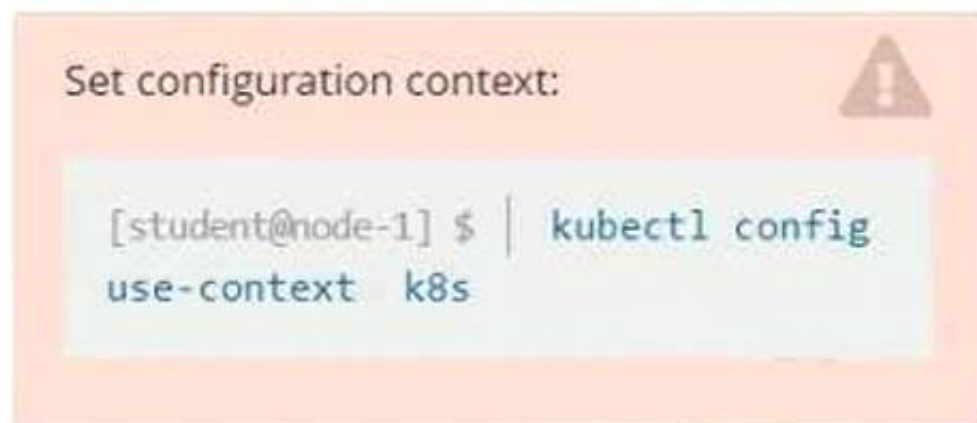 Set configuration context:
[student@node-1] $ | kubectl config
use-context k8s